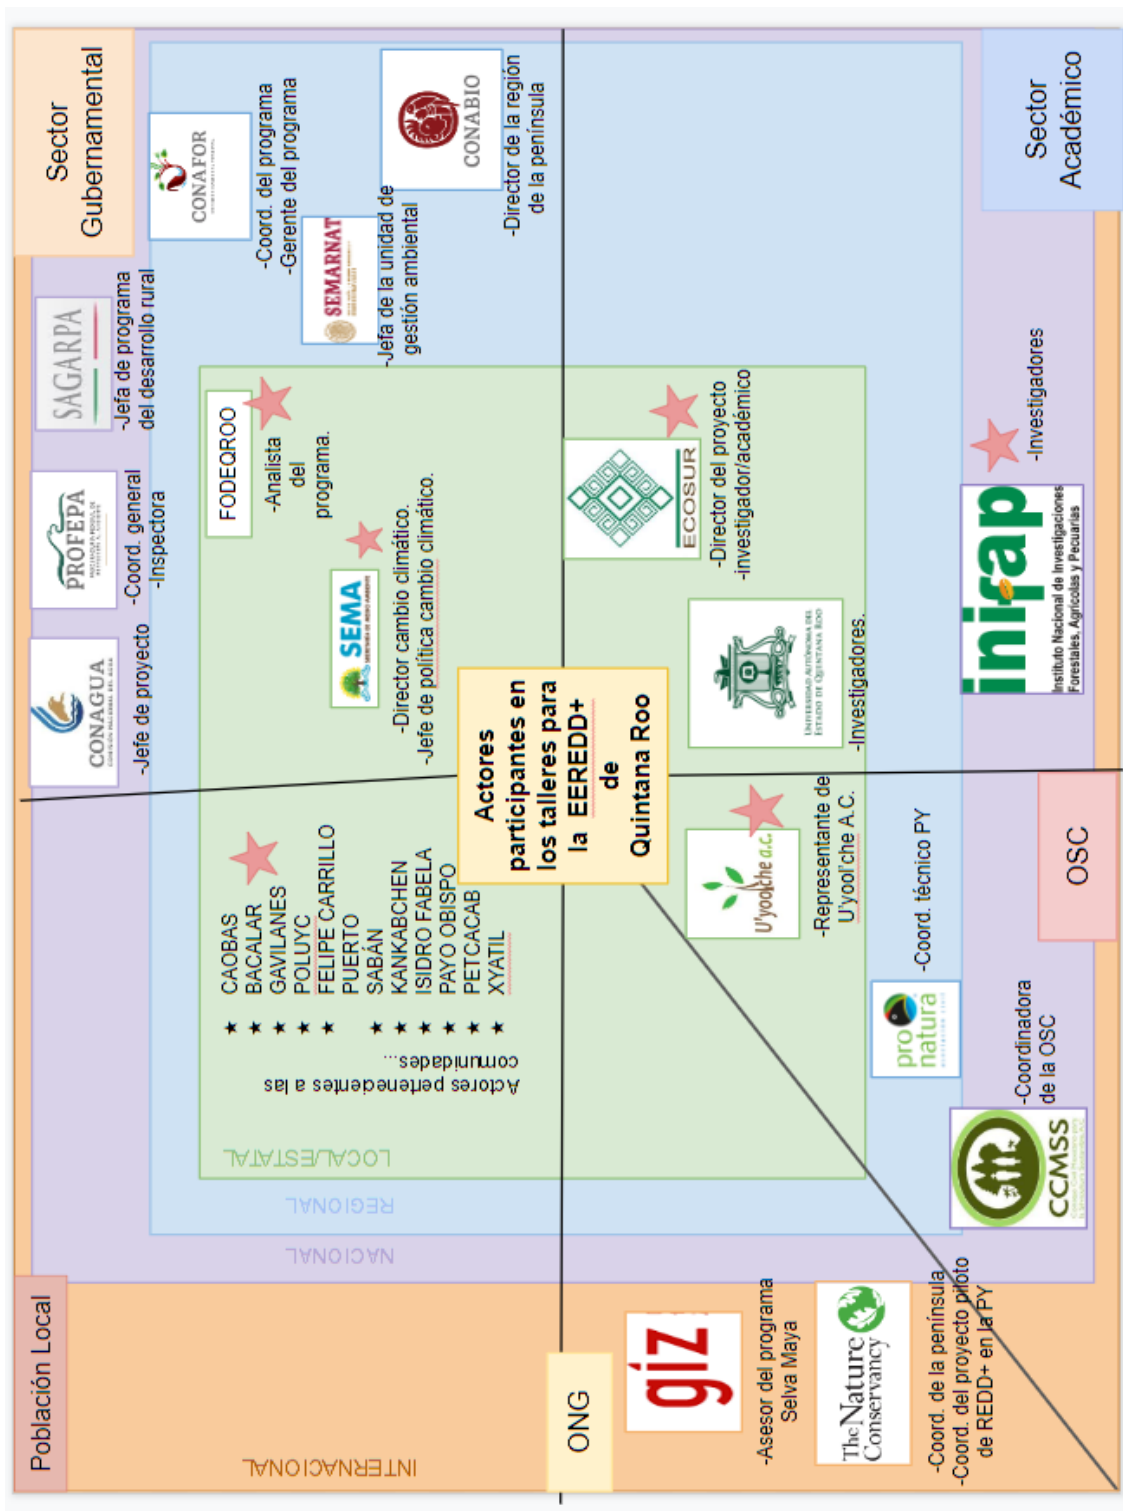 Población Local
Sector
Gubernamental
CONAGUA
-Jefe de proyecto
PROFEPA
-Coord. general
-Inspectora
SAGARPA
-Jefa de programa
del desarrollo rural
CONAFOR
-Coord. del programa
-Gerente del programa
SEMARNAT
-Jefa de la unidad de
gestión ambiental
CONABIO
-Director de la región
de la península
FODEQROO
-Analista
del
programa.
SEMA
SECRETARÍA DE MEDIO AMBIENTE
-Director cambio climático.
-Jefe de política cambio climático.
Actores pertenecientes a las
comunidades...
★ CAOBAS
★ BACALAR
★ GAVILANES
★ POLUYC
★ FELIPE CARRILLO
PUERTO
★ SABÁN
★ KANKABCHEN
★ ISIDRO FABELA
★ PAYO OBISPO
★ PETCACAB
★ XYATIL
INTERNACIONAL
NACIONAL
REGIONAL
LOCAL/ESTATAL
Actores
participantes en
los talleres para
la EEREDD+
de
Quintana Roo
ONG
giz
-Asesor del programa
Selva Maya
The Nature
Conservancy
-Coord. de la península
-Coord. del proyecto piloto
de REDD+ en la PY
U'yoolche a.c.
-Representante de
U'yool'che A.C.
pro
natura
-Coord. técnico PY
CCMSS
-Coordinadora
de la OSC
OSC
ECOSUR
-Director del proyecto
-investigador/académico
UNIVERSIDAD AUTÓNOMA DEL
ESTADO DE QUINTANA ROO
-Investigadores.
inifap
Instituto Nacional de Investigaciones
Forestales, Agrícolas y Pecuarias
-Investigadores
Sector
Académico